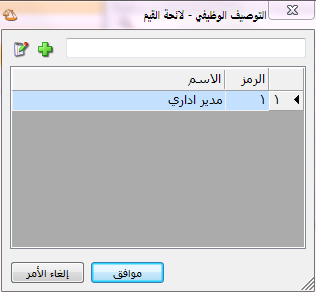 التوصيف الوظيفي - لائحة القيم
الرمز الاسم
١ ١ مدير اداري
موافق إلغاء الأمر